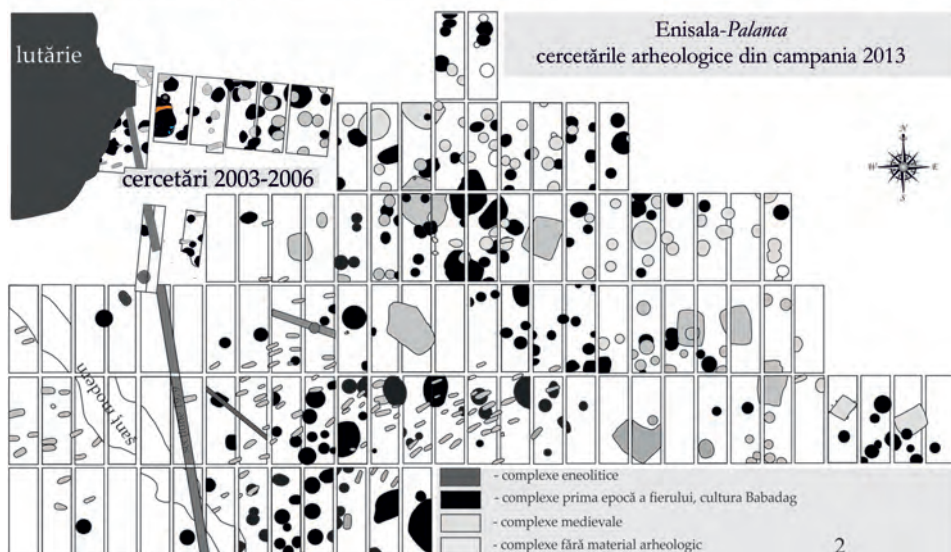 lutărie
Enisala-Palanca
cercetările arheologice din campania 2013
N
W
E
S
cercetări 2003-2006
șanț modern
- complexe eneolitice
- complexe prima epocă a fierului, cultura Babadag
- complexe medievale
- complexe fără material arheologic
2